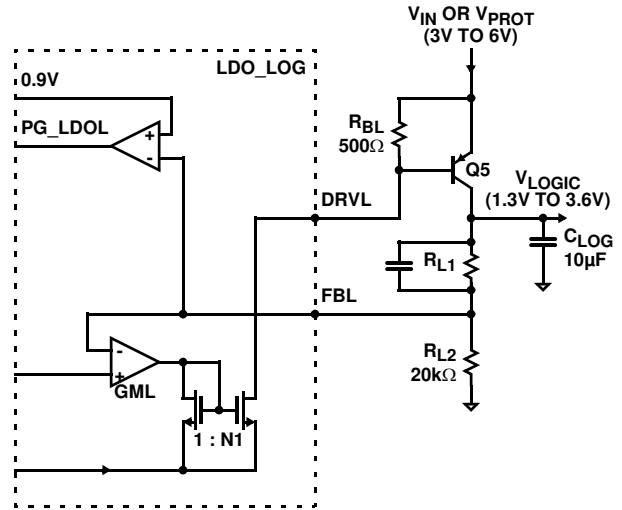 V_IN OR V_PROT
(3V TO 6V)
LDO_LOG
0.9V
PG_LDOL
+
-
R_BL
500Ω
Q5
V_LOGIC
(1.3V TO 3.6V)
DRVL
C_LOG
10µF
R_L1
FBL
-
+
GML
R_L2
20kΩ
1 : N1